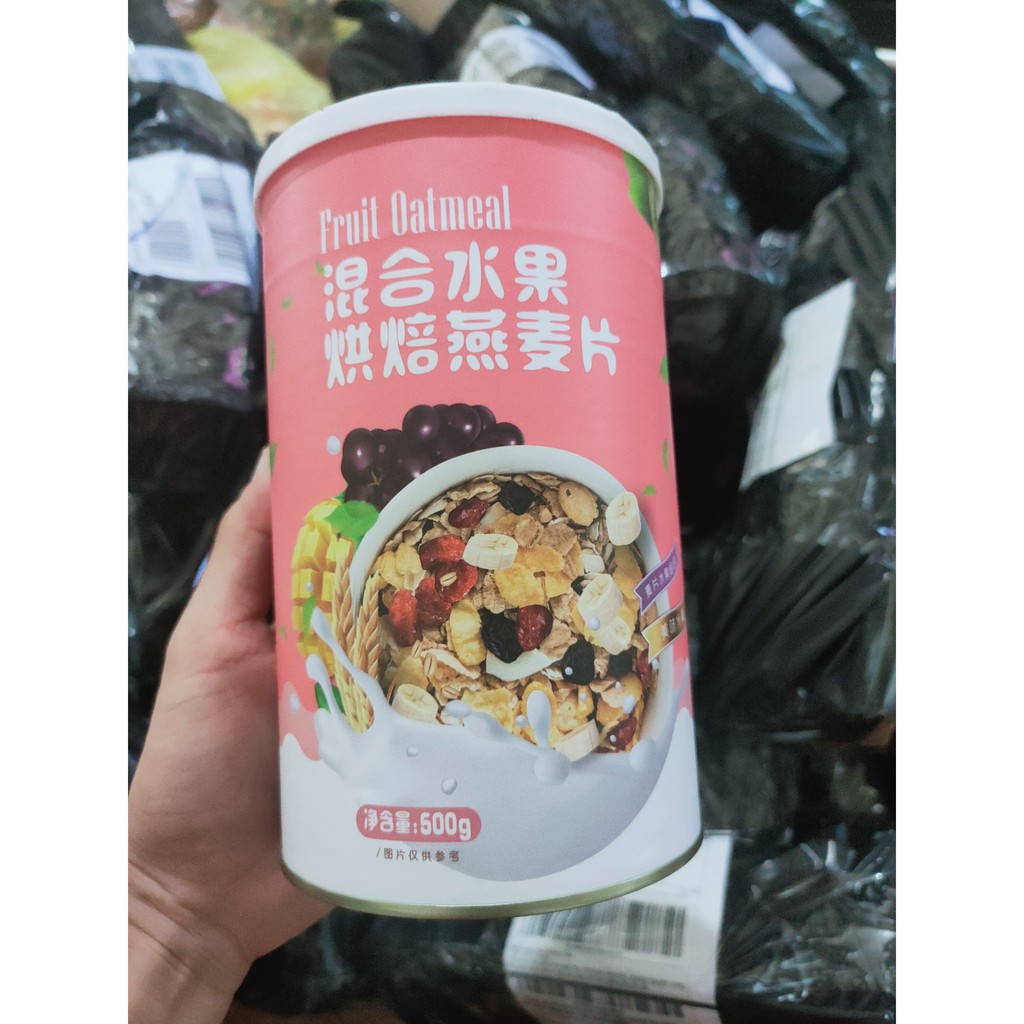 Fruit Oatmeal
混合水果
烘焙燕麦片
净含量:500g
/图片仅供参考